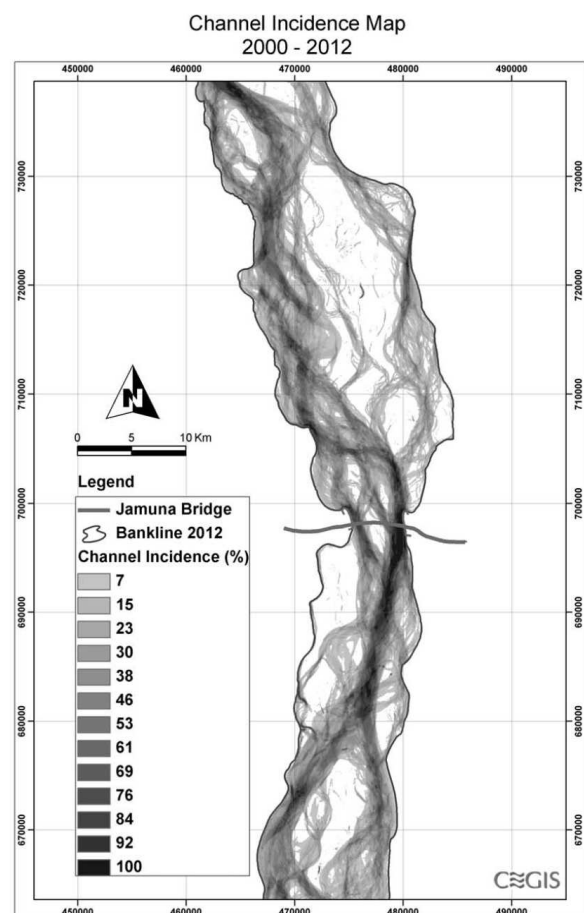 Channel Incidence Map
2000 - 2012
450000 460000 470000 480000 490000
730000 730000
720000 720000
710000 710000
700000 700000
690000 690000
680000 680000
670000 670000
N
0 5 10 Km
Legend
Jamuna Bridge
Bankline 2012
Channel Incidence (%)
7
15
23
30
38
46
53
61
69
76
84
92
100
CEGIS
450000 460000 470000 480000 490000